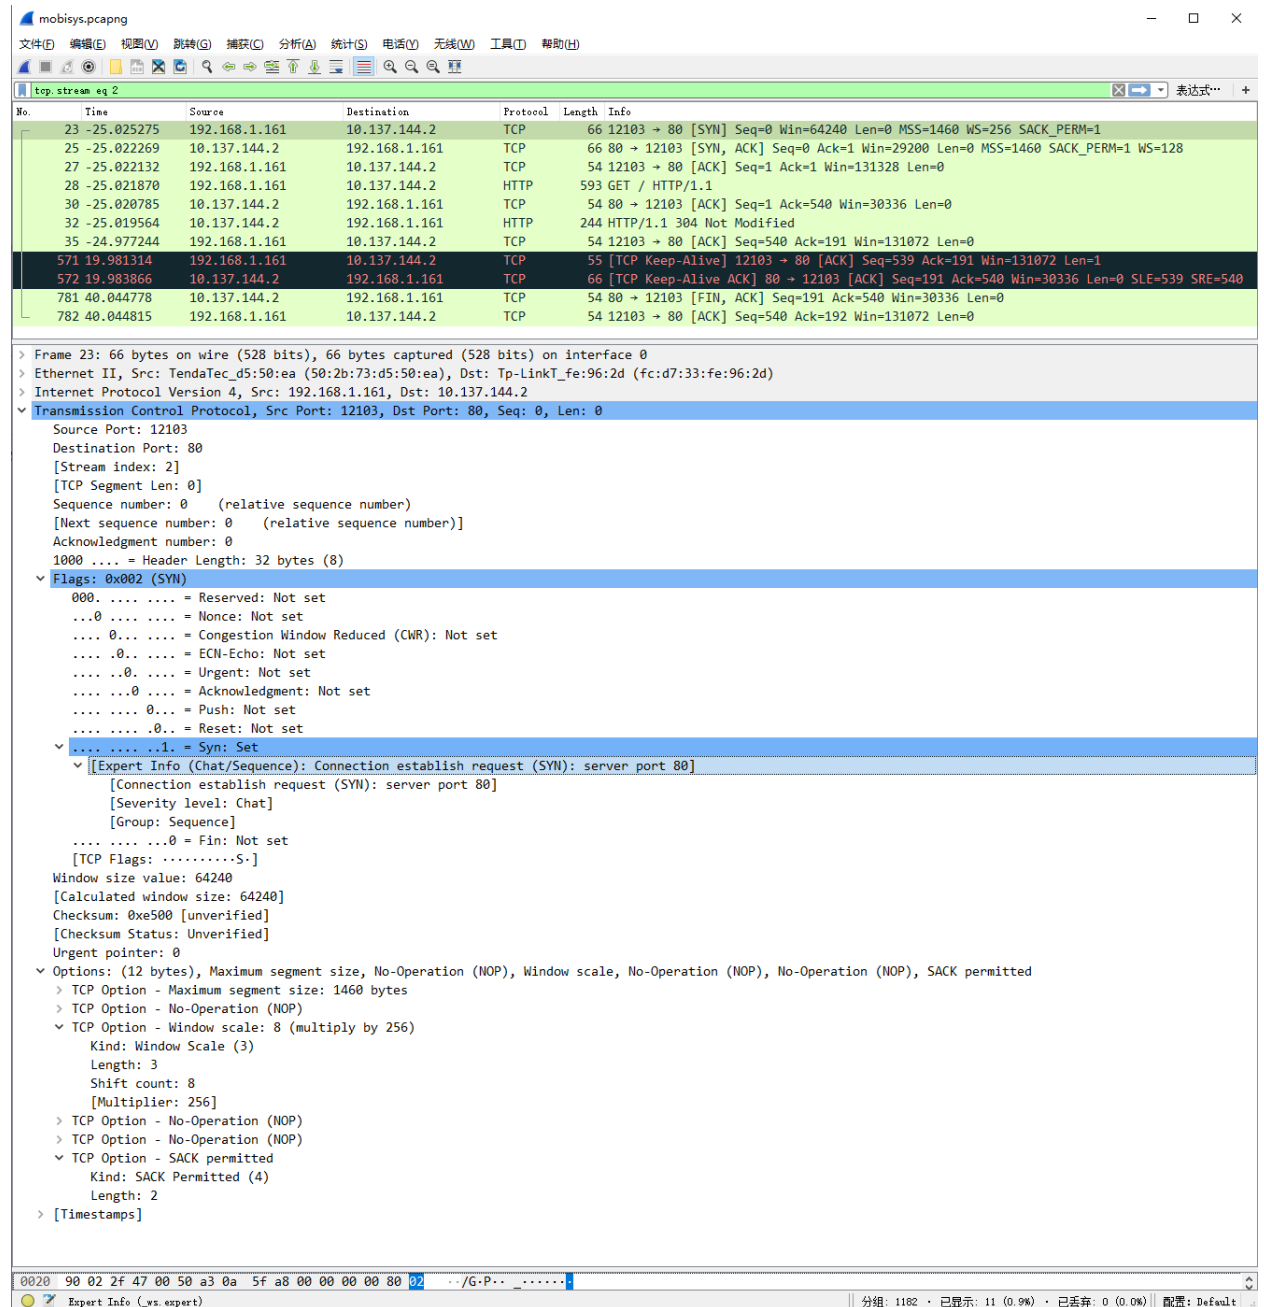 mobisys.pcapng
文件(F) 编辑(E) 视图(V) 跳转(G) 捕获(C) 分析(A) 统计(S) 电话(Y) 无线(W) 工具(T) 帮助(H)
tcp.stream eq 2 表达式… +
No. Time Source Destination Protocol Length Info
23 -25.025275 192.168.1.161 10.137.144.2 TCP 66 12103 → 80 [SYN] Seq=0 Win=64240 Len=0 MSS=1460 WS=256 SACK_PERM=1
25 -25.022269 10.137.144.2 192.168.1.161 TCP 66 80 → 12103 [SYN, ACK] Seq=0 Ack=1 Win=29200 Len=0 MSS=1460 SACK_PERM=1 WS=128
27 -25.022132 192.168.1.161 10.137.144.2 TCP 54 12103 → 80 [ACK] Seq=1 Ack=1 Win=131328 Len=0
28 -25.021870 192.168.1.161 10.137.144.2 HTTP 593 GET / HTTP/1.1
30 -25.020785 10.137.144.2 192.168.1.161 TCP 54 80 → 12103 [ACK] Seq=1 Ack=540 Win=30336 Len=0
32 -25.019564 10.137.144.2 192.168.1.161 HTTP 244 HTTP/1.1 304 Not Modified
35 -24.977244 192.168.1.161 10.137.144.2 TCP 54 12103 → 80 [ACK] Seq=540 Ack=191 Win=131072 Len=0
571 19.981314 192.168.1.161 10.137.144.2 TCP 55 [TCP Keep-Alive] 12103 → 80 [ACK] Seq=539 Ack=191 Win=131072 Len=1
572 19.983866 10.137.144.2 192.168.1.161 TCP 66 [TCP Keep-Alive ACK] 80 → 12103 [ACK] Seq=191 Ack=540 Win=30336 Len=0 SLE=539 SRE=540
781 40.044778 10.137.144.2 192.168.1.161 TCP 54 80 → 12103 [FIN, ACK] Seq=191 Ack=540 Win=30336 Len=0
782 40.044815 192.168.1.161 10.137.144.2 TCP 54 12103 → 80 [ACK] Seq=540 Ack=192 Win=131072 Len=0
Frame 23: 66 bytes on wire (528 bits), 66 bytes captured (528 bits) on interface 0
Ethernet II, Src: TendaTec_d5:50:ea (50:2b:73:d5:50:ea), Dst: Tp-LinkT_fe:96:2d (fc:d7:33:fe:96:2d)
Internet Protocol Version 4, Src: 192.168.1.161, Dst: 10.137.144.2
Transmission Control Protocol, Src Port: 12103, Dst Port: 80, Seq: 0, Len: 0
Source Port: 12103
Destination Port: 80
[Stream index: 2]
[TCP Segment Len: 0]
Sequence number: 0 (relative sequence number)
[Next sequence number: 0 (relative sequence number)]
Acknowledgment number: 0
1000 .... = Header Length: 32 bytes (8)
Flags: 0x002 (SYN)
000. .... .... = Reserved: Not set
...0 .... .... = Nonce: Not set
.... 0... .... = Congestion Window Reduced (CWR): Not set
.... .0.. .... = ECN-Echo: Not set
.... ..0. .... = Urgent: Not set
.... ...0 .... = Acknowledgment: Not set
.... .... 0... = Push: Not set
.... .... .0.. = Reset: Not set
.... .... ..1. = Syn: Set
[Expert Info (Chat/Sequence): Connection establish request (SYN): server port 80]
[Connection establish request (SYN): server port 80]
[Severity level: Chat]
[Group: Sequence]
.... .... ...0 = Fin: Not set
[TCP Flags: ··········S·]
Window size value: 64240
[Calculated window size: 64240]
Checksum: 0xe500 [unverified]
[Checksum Status: Unverified]
Urgent pointer: 0
Options: (12 bytes), Maximum segment size, No-Operation (NOP), Window scale, No-Operation (NOP), No-Operation (NOP), SACK permitted
TCP Option - Maximum segment size: 1460 bytes
TCP Option - No-Operation (NOP)
TCP Option - Window scale: 8 (multiply by 256)
Kind: Window Scale (3)
Length: 3
Shift count: 8
[Multiplier: 256]
TCP Option - No-Operation (NOP)
TCP Option - No-Operation (NOP)
TCP Option - SACK permitted
Kind: SACK Permitted (4)
Length: 2
[Timestamps]
0020 90 02 2f 47 00 50 a3 0a 5f a8 00 00 00 00 80 02 ··/G·P·· _·······
Expert Info (_ws.expert) 分组: 1182 · 已显示: 11 (0.9%) · 已丢弃: 0 (0.0%) 配置: Default